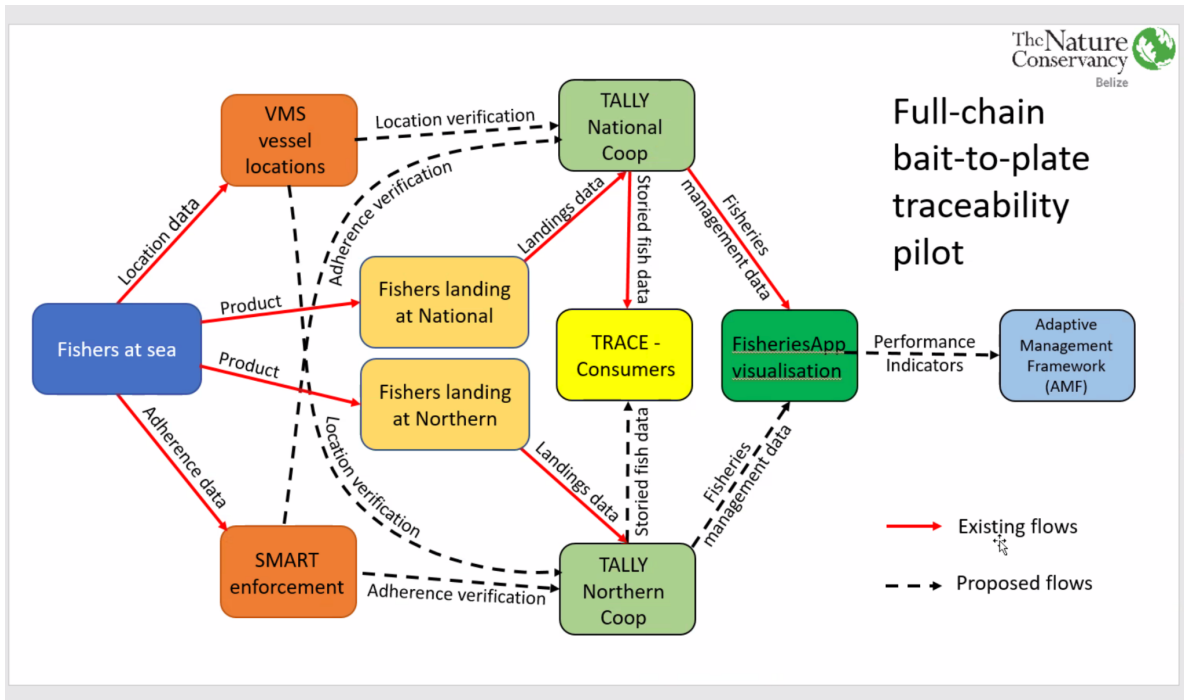 The Nature
Conservancy
Belize
Full-chain
bait-to-plate
traceability
pilot
VMS
vessel
locations
Location verification
TALLY
National
Coop
Adherence verification
Location data
Landings data
Storied fish data
Fisheries
management data
Product
Fishers landing
at National
Fishers at sea
Product
Fishers landing
at Northern
TRACE -
Consumers
FisheriesApp
visualisation
Performance
Indicators
Adaptive
Management
Framework
(AMF)
Adherence data
Location verification
Landings data
Storied fish data
Fisheries
management data
SMART
enforcement
Adherence verification
TALLY
Northern
Coop
Existing flows
Proposed flows